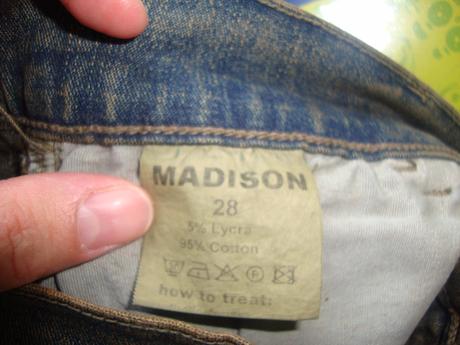 MADISON
28
5% Lycra
95% Cotton
P
how to treat: